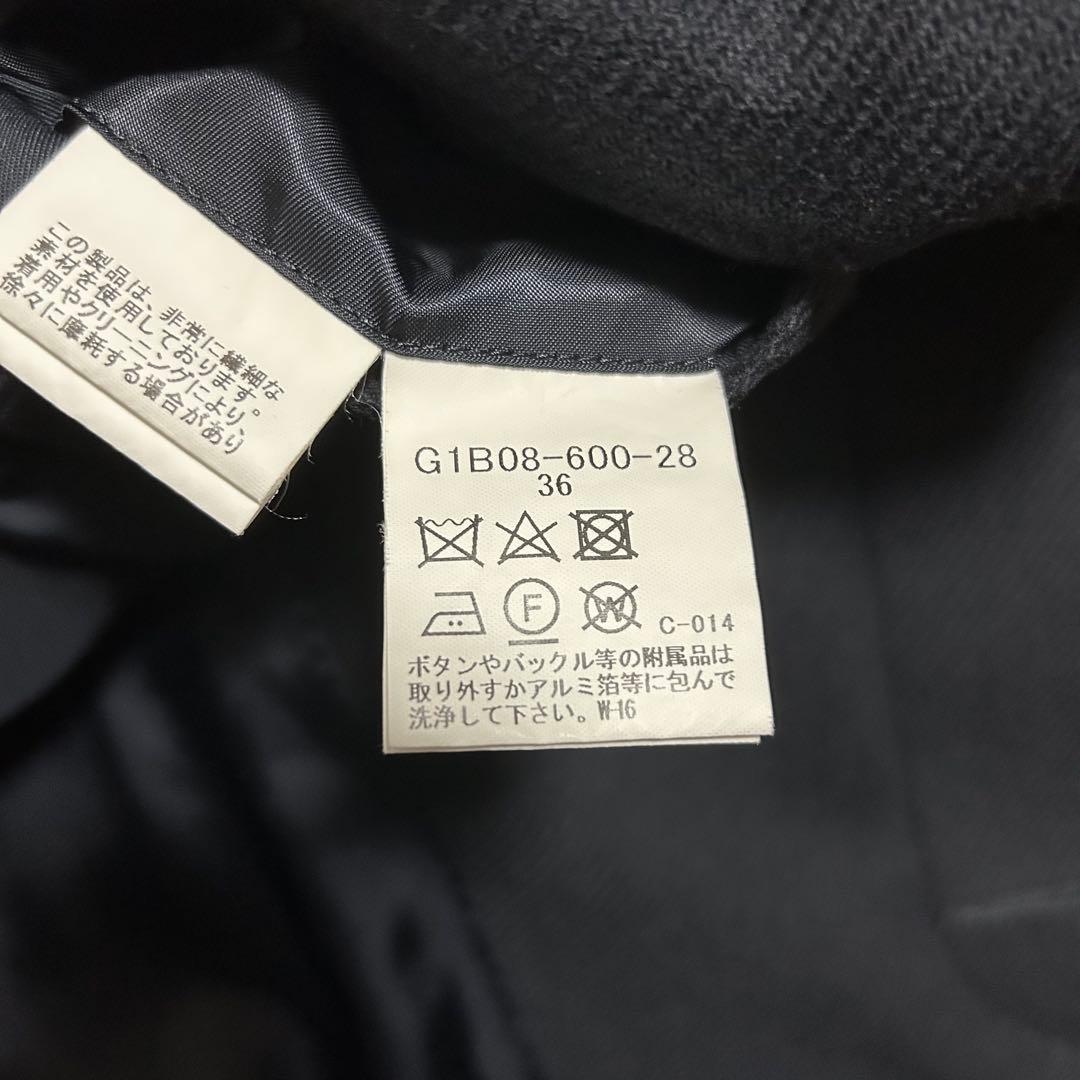 この製品は、非常に繊細な
素材を使用しております。
着用やクリーニングにより、
徐々に摩耗する場合があり
G1B08-600-28
36
F W C-014
ボタンやバックル等の附属品は
取り外すかアルミ箔等に包んで
洗浄して下さい。W-16